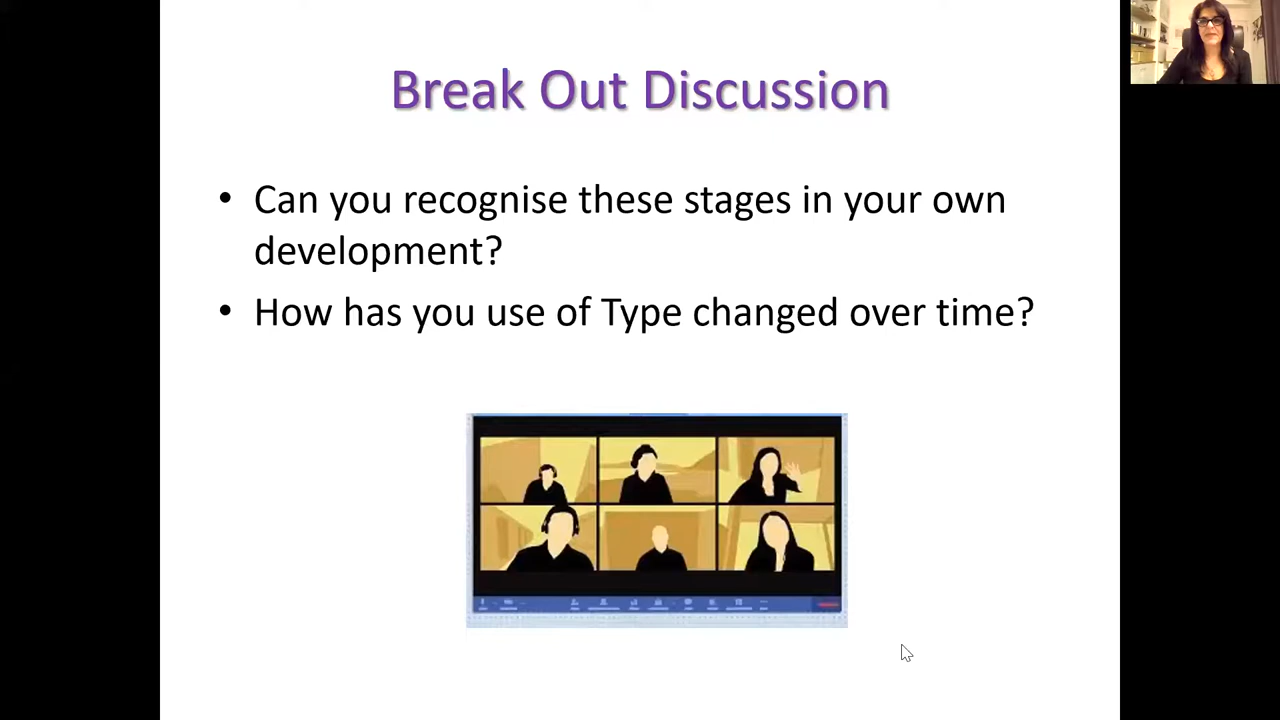 Break Out Discussion
• Can you recognise these stages in your own
development?
• How has you use of Type changed over time?